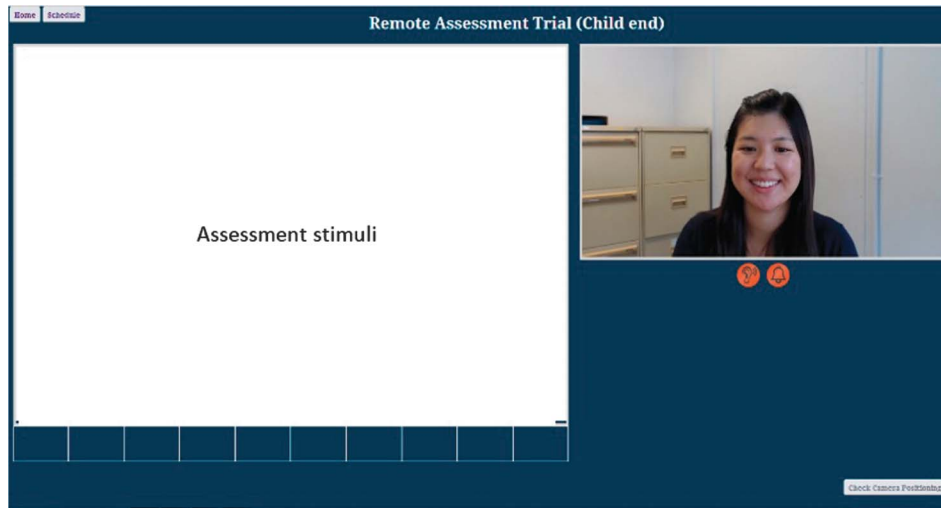 Home
Schedule
Remote Assessment Trial (Child end)
Assessment stimuli
Check Camera Positioning